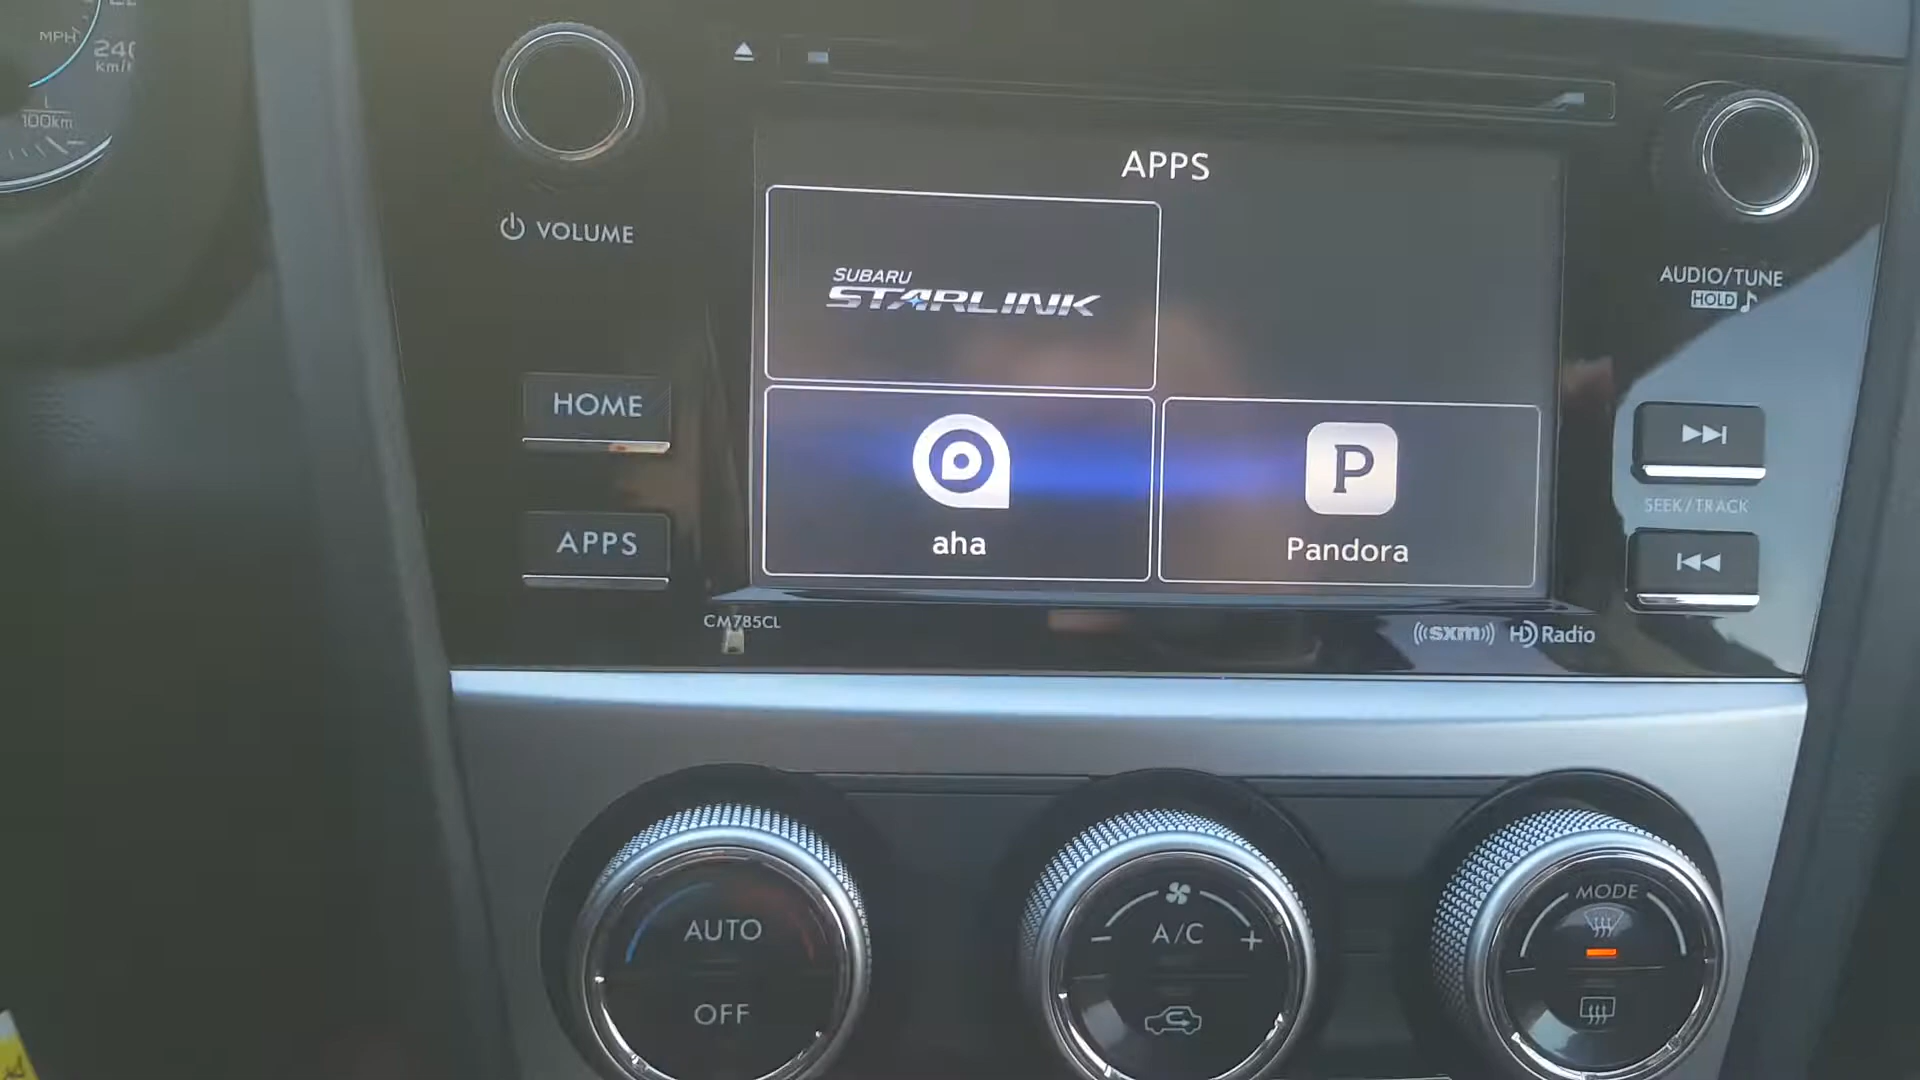 MPH
240
km/h
L
100km
VOLUME
APPS
AUDIO/TUNE
HOLD
SUBARU
STARLINK
HOME
P
SEEK/TRACK
APPS
aha
Pandora
CM785CL
((sxm)) HD Radio
AUTO
OFF
A/C
MODE